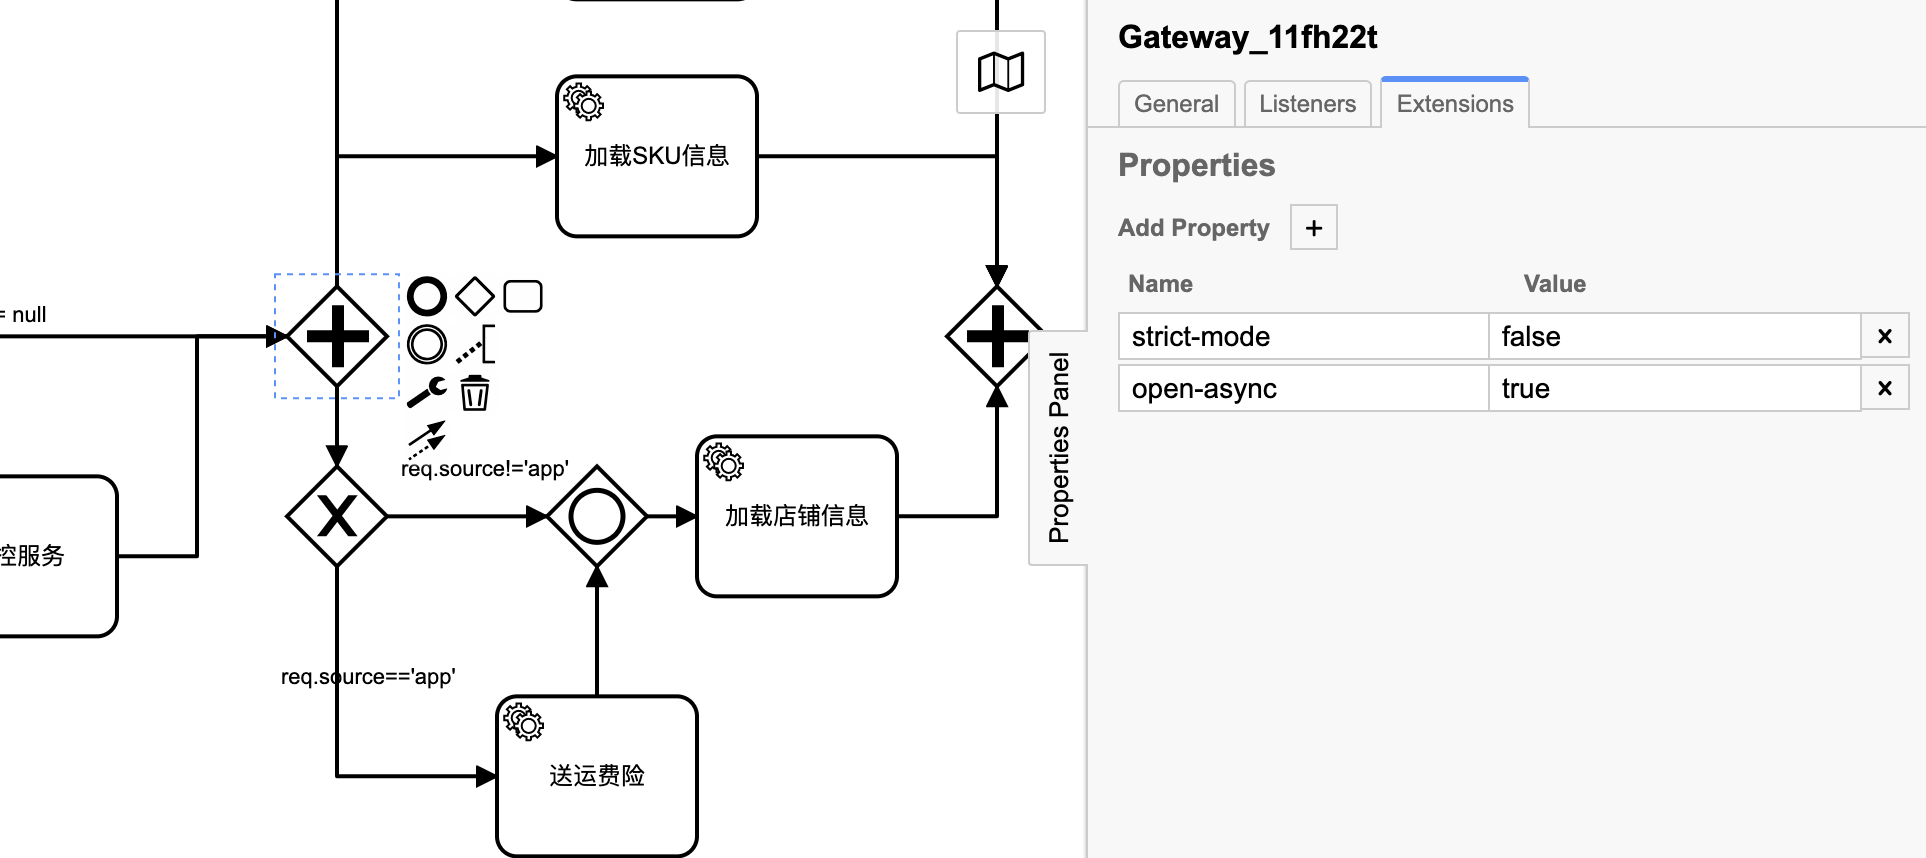 加载SKU信息
= null
req.source!='app'
加载店铺信息
控服务
req.source=='app'
送运费险
Properties Panel
Gateway_11fh22t
General
Listeners
Extensions
Properties
Add Property +
Name Value
strict-mode false
open-async true